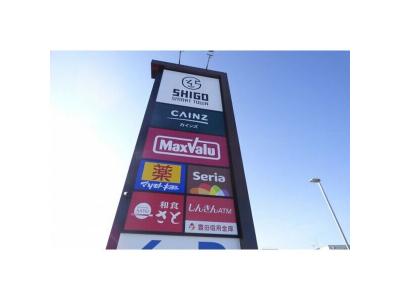 SHIGO
SMART TOWN
CAINZ
カインズ
MaxValu
薬
マツモトキヨシ
Seria
和食
さと
しんきんATM
豊田信用金庫